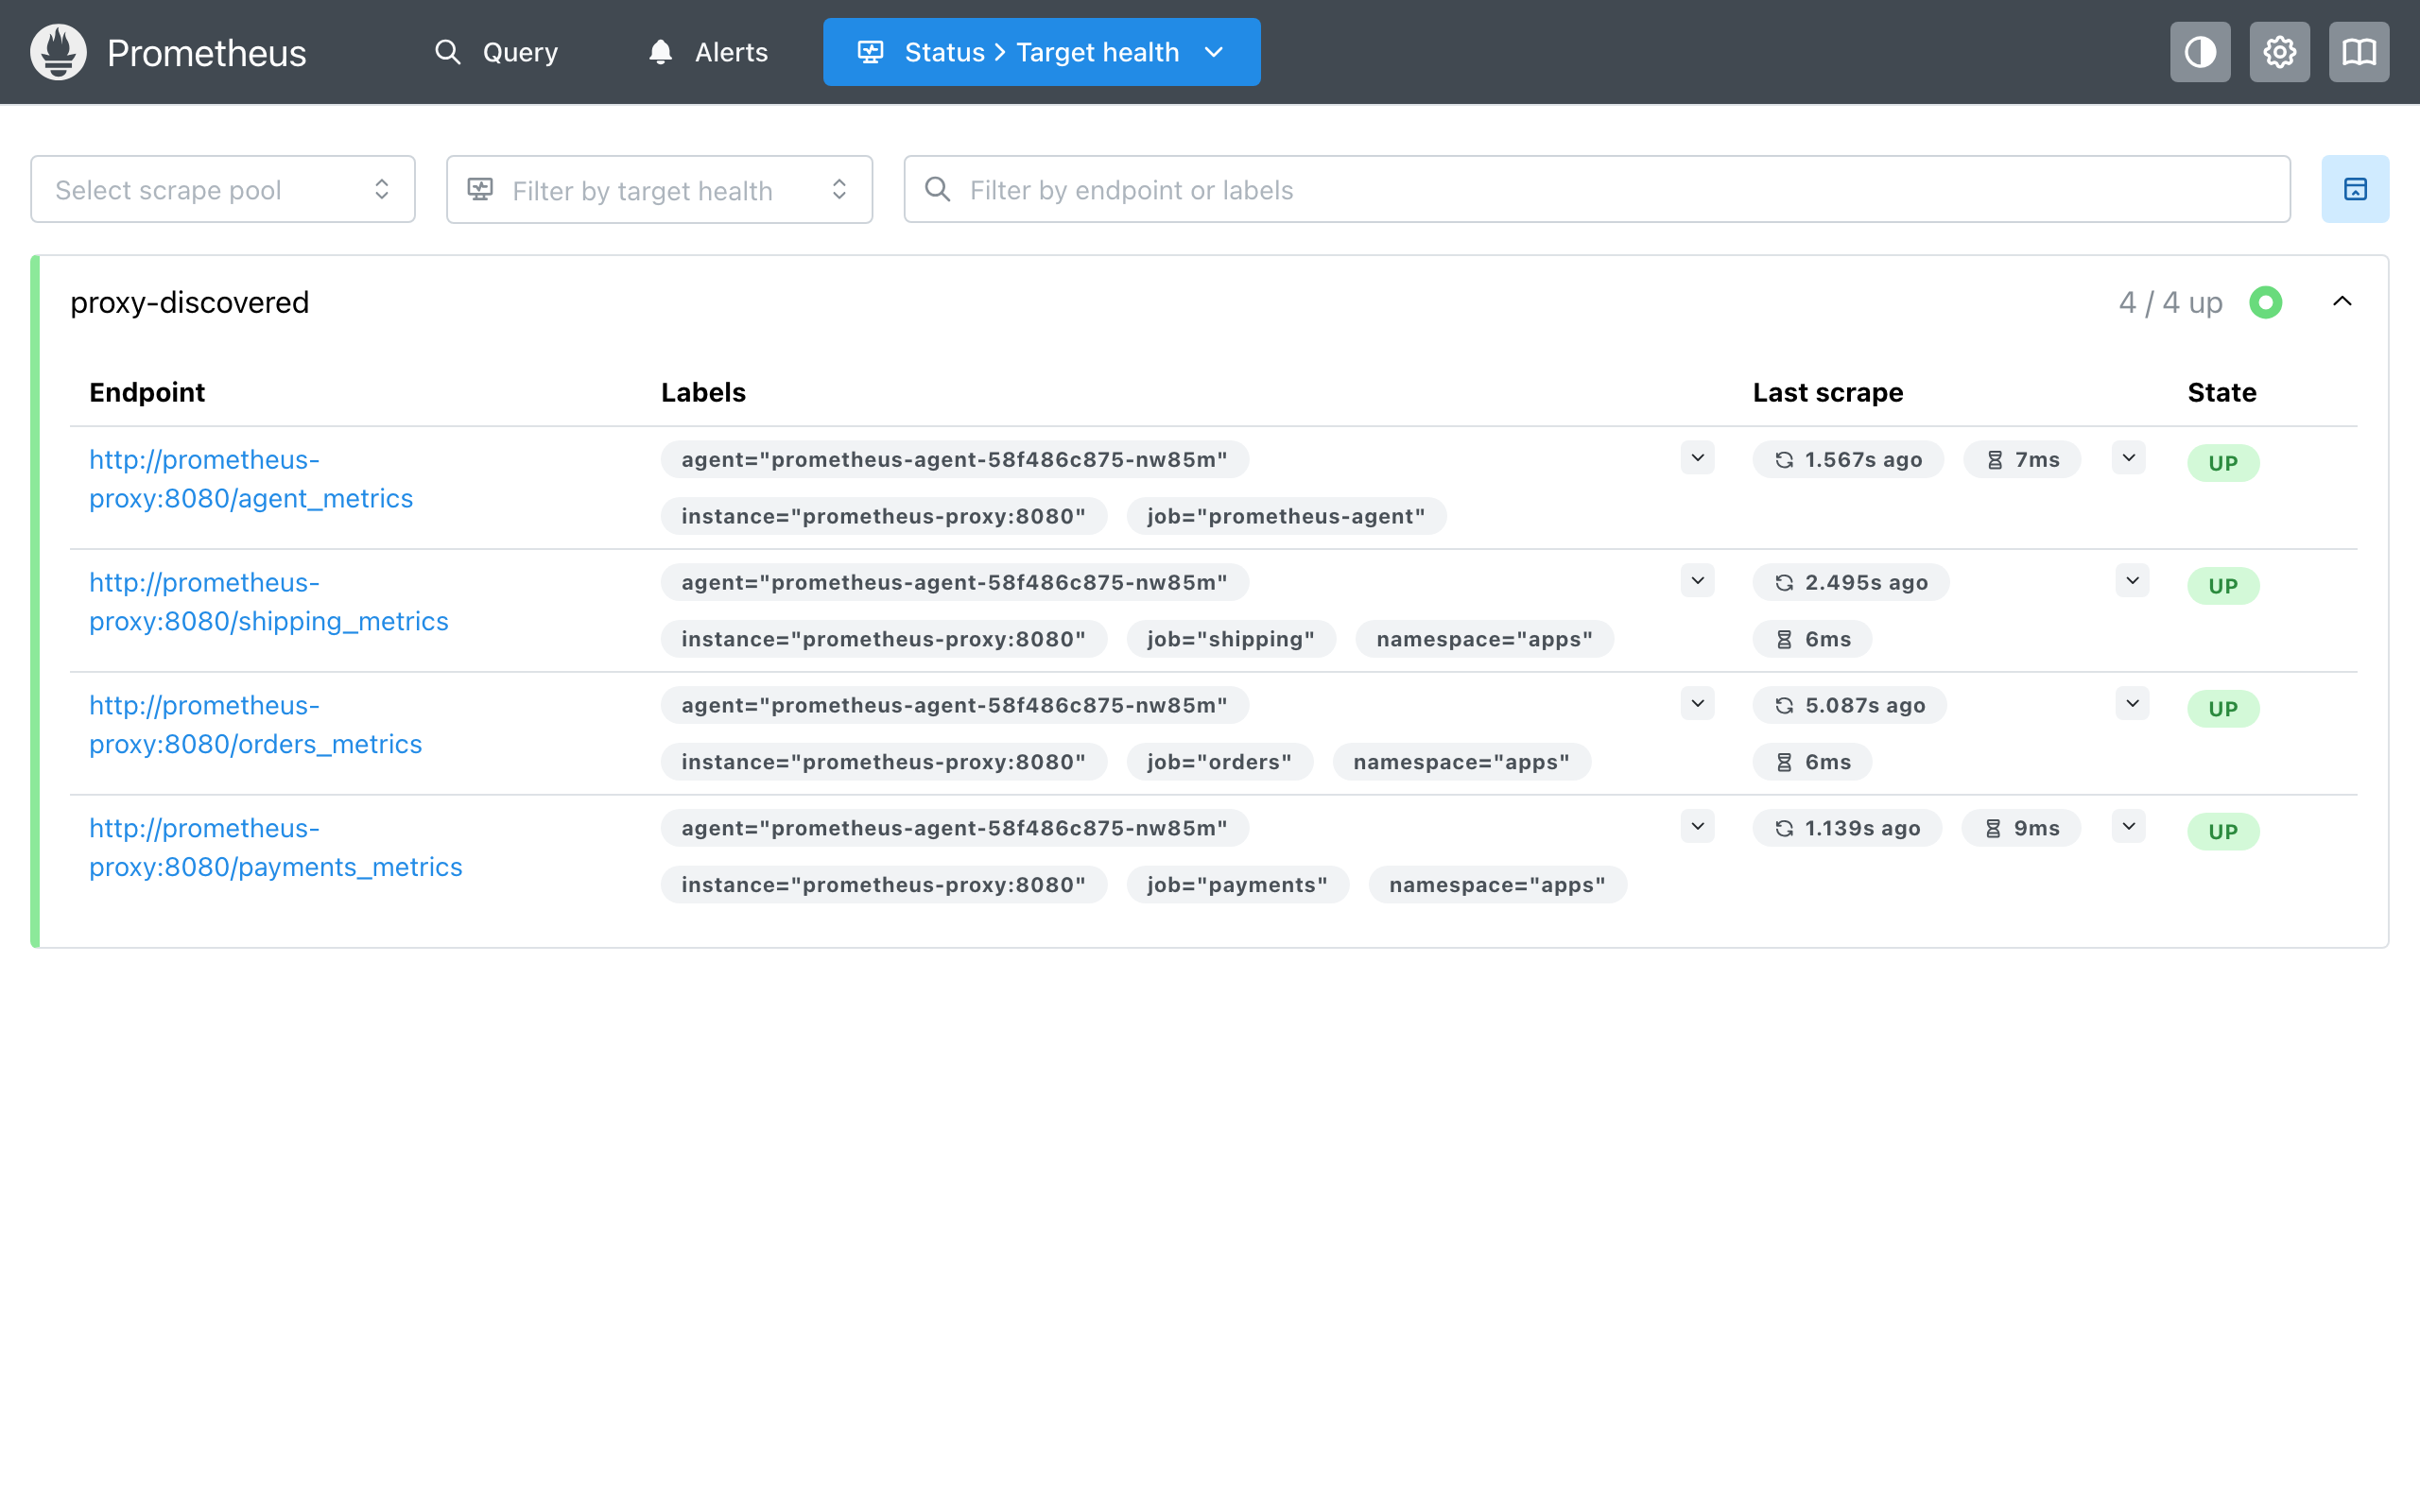 Prometheus Query Alerts Status > Target health
Select scrape pool Filter by target health Filter by endpoint or labels
proxy-discovered 4 / 4 up
Endpoint Labels Last scrape State
http://prometheus- agent="prometheus-agent-58f486c875-nw85m" 1.567s ago 7ms UP
proxy:8080/agent_metrics instance="prometheus-proxy:8080" job="prometheus-agent"
http://prometheus- agent="prometheus-agent-58f486c875-nw85m" 2.495s ago UP
proxy:8080/shipping_metrics instance="prometheus-proxy:8080" job="shipping" namespace="apps" 6ms
http://prometheus- agent="prometheus-agent-58f486c875-nw85m" 5.087s ago UP
proxy:8080/orders_metrics instance="prometheus-proxy:8080" job="orders" namespace="apps" 6ms
http://prometheus- agent="prometheus-agent-58f486c875-nw85m" 1.139s ago 9ms UP
proxy:8080/payments_metrics instance="prometheus-proxy:8080" job="payments" namespace="apps"